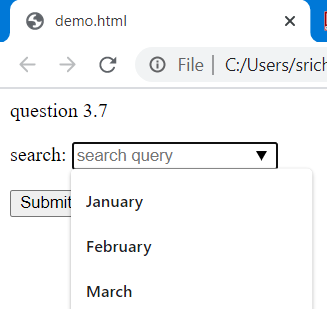 demo.html
File | C:/Users/srich
question 3.7
search: search query
Submit
January
February
March